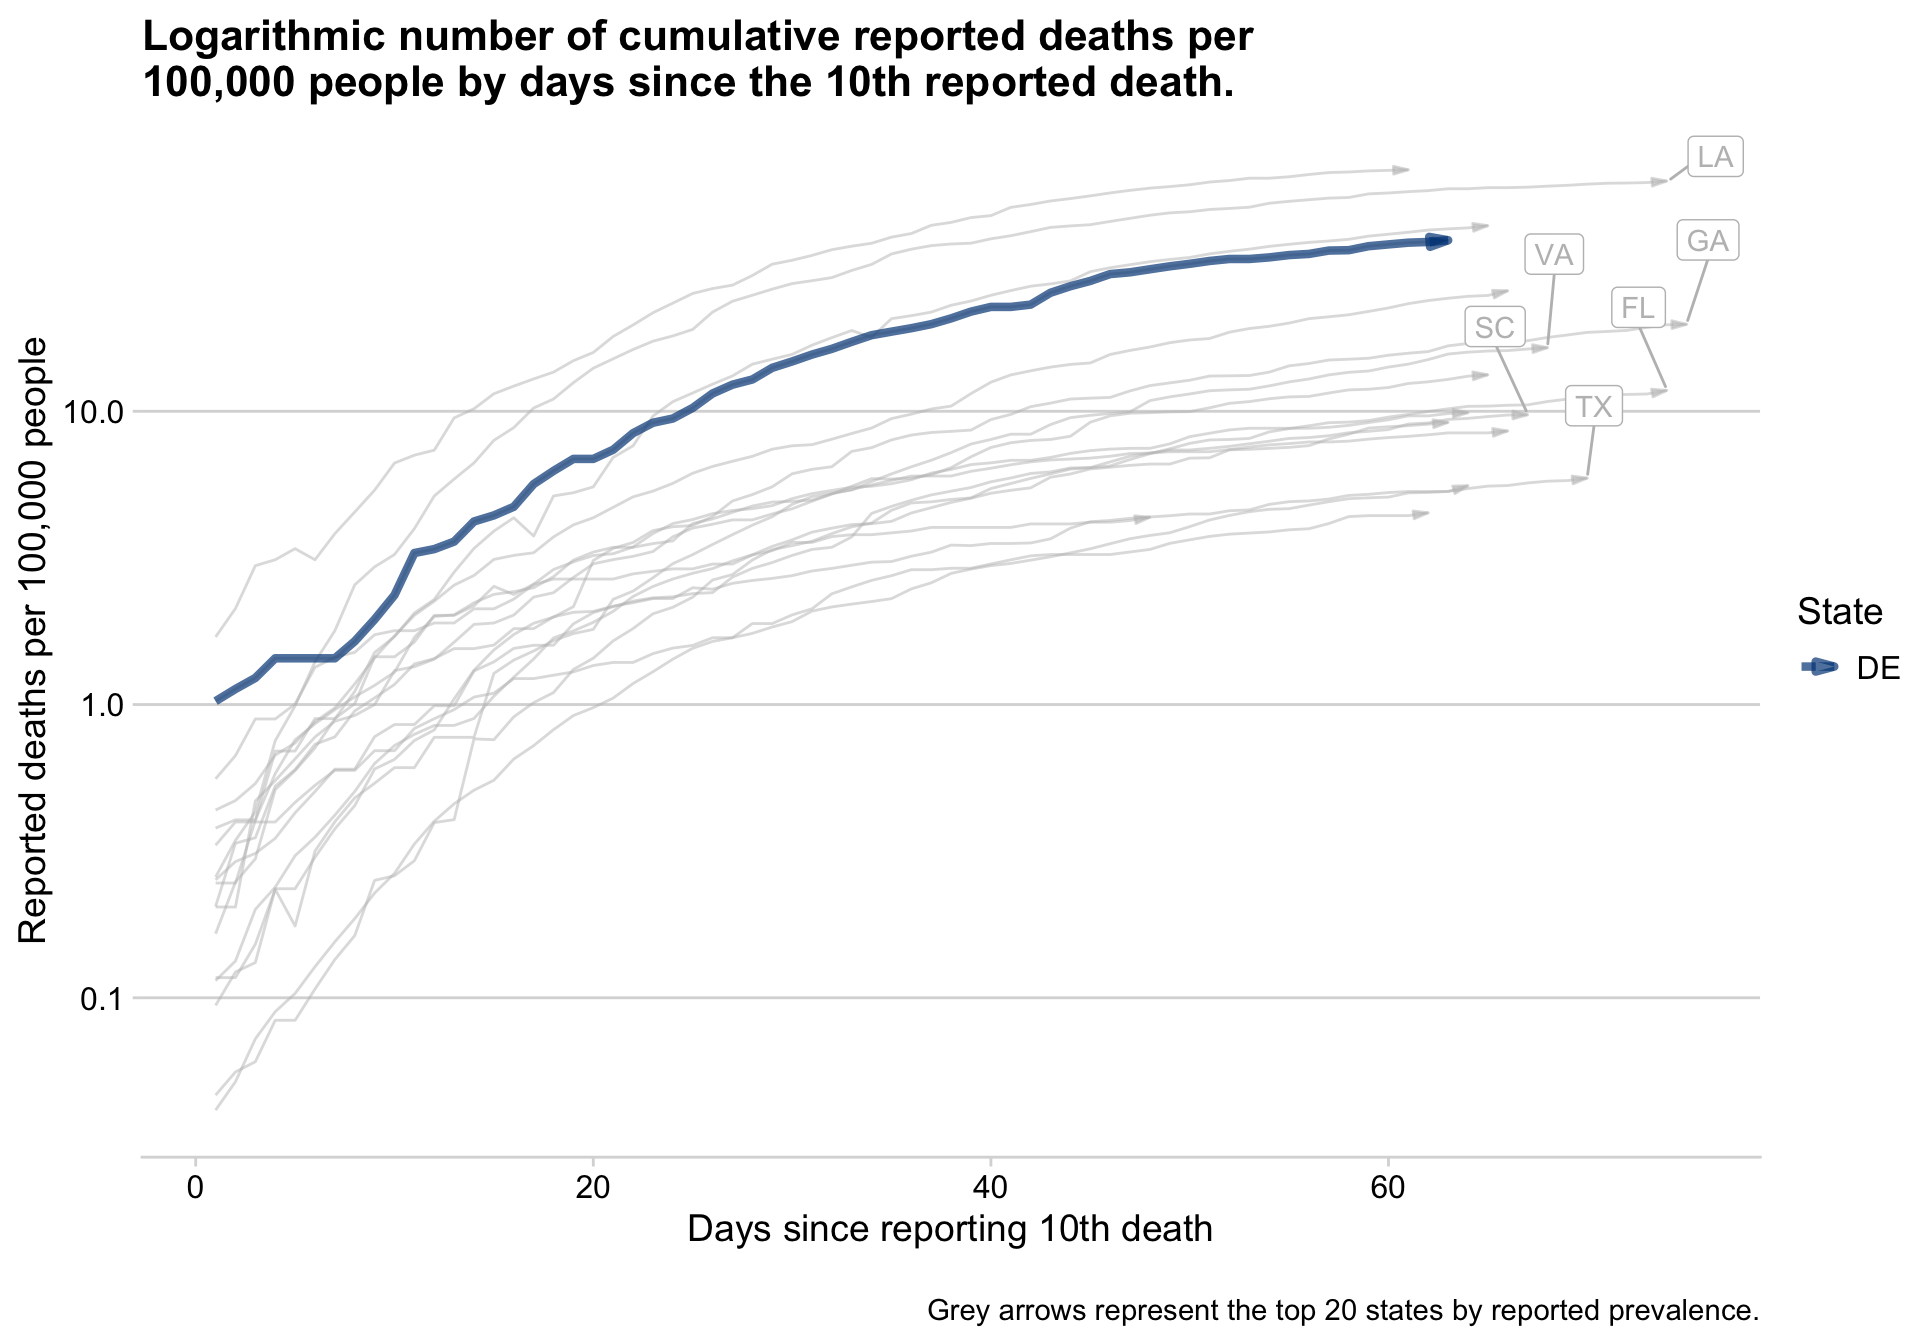 Logarithmic number of cumulative reported deaths per
100,000 people by days since the 10th reported death.
LA
GA
VA
FL
SC
TX
Reported deaths per 100,000 people
10.0
1.0
0.1
State
DE
0
20
40
60
Days since reporting 10th death
Grey arrows represent the top 20 states by reported prevalence.